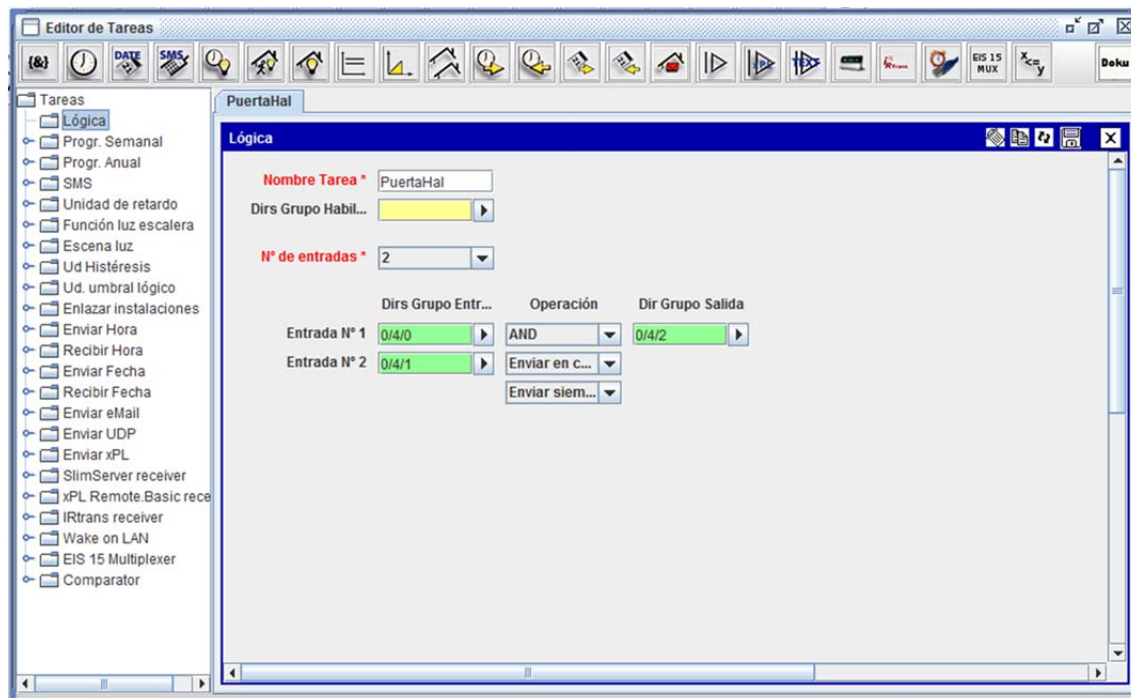 Editor de Tareas
{&} DATE SMS TEXT EIS 15 MUX x<=y Doku
Tareas
Lógica
Progr. Semanal
Progr. Anual
SMS
Unidad de retardo
Función luz escalera
Escena luz
Ud Histéresis
Ud. umbral lógico
Enlazar instalaciones
Enviar Hora
Recibir Hora
Enviar Fecha
Recibir Fecha
Enviar eMail
Enviar UDP
Enviar xPL
SlimServer receiver
xPL Remote.Basic rece
IRtrans receiver
Wake on LAN
EIS 15 Multiplexer
Comparator
PuertaHal
Lógica
Nombre Tarea * PuertaHal
Dirs Grupo Habil...
Nº de entradas * 2
Dirs Grupo Entr... Operación Dir Grupo Salida
Entrada Nº 1 0/4/0 AND 0/4/2
Entrada Nº 2 0/4/1 Enviar en c...
Enviar siem...